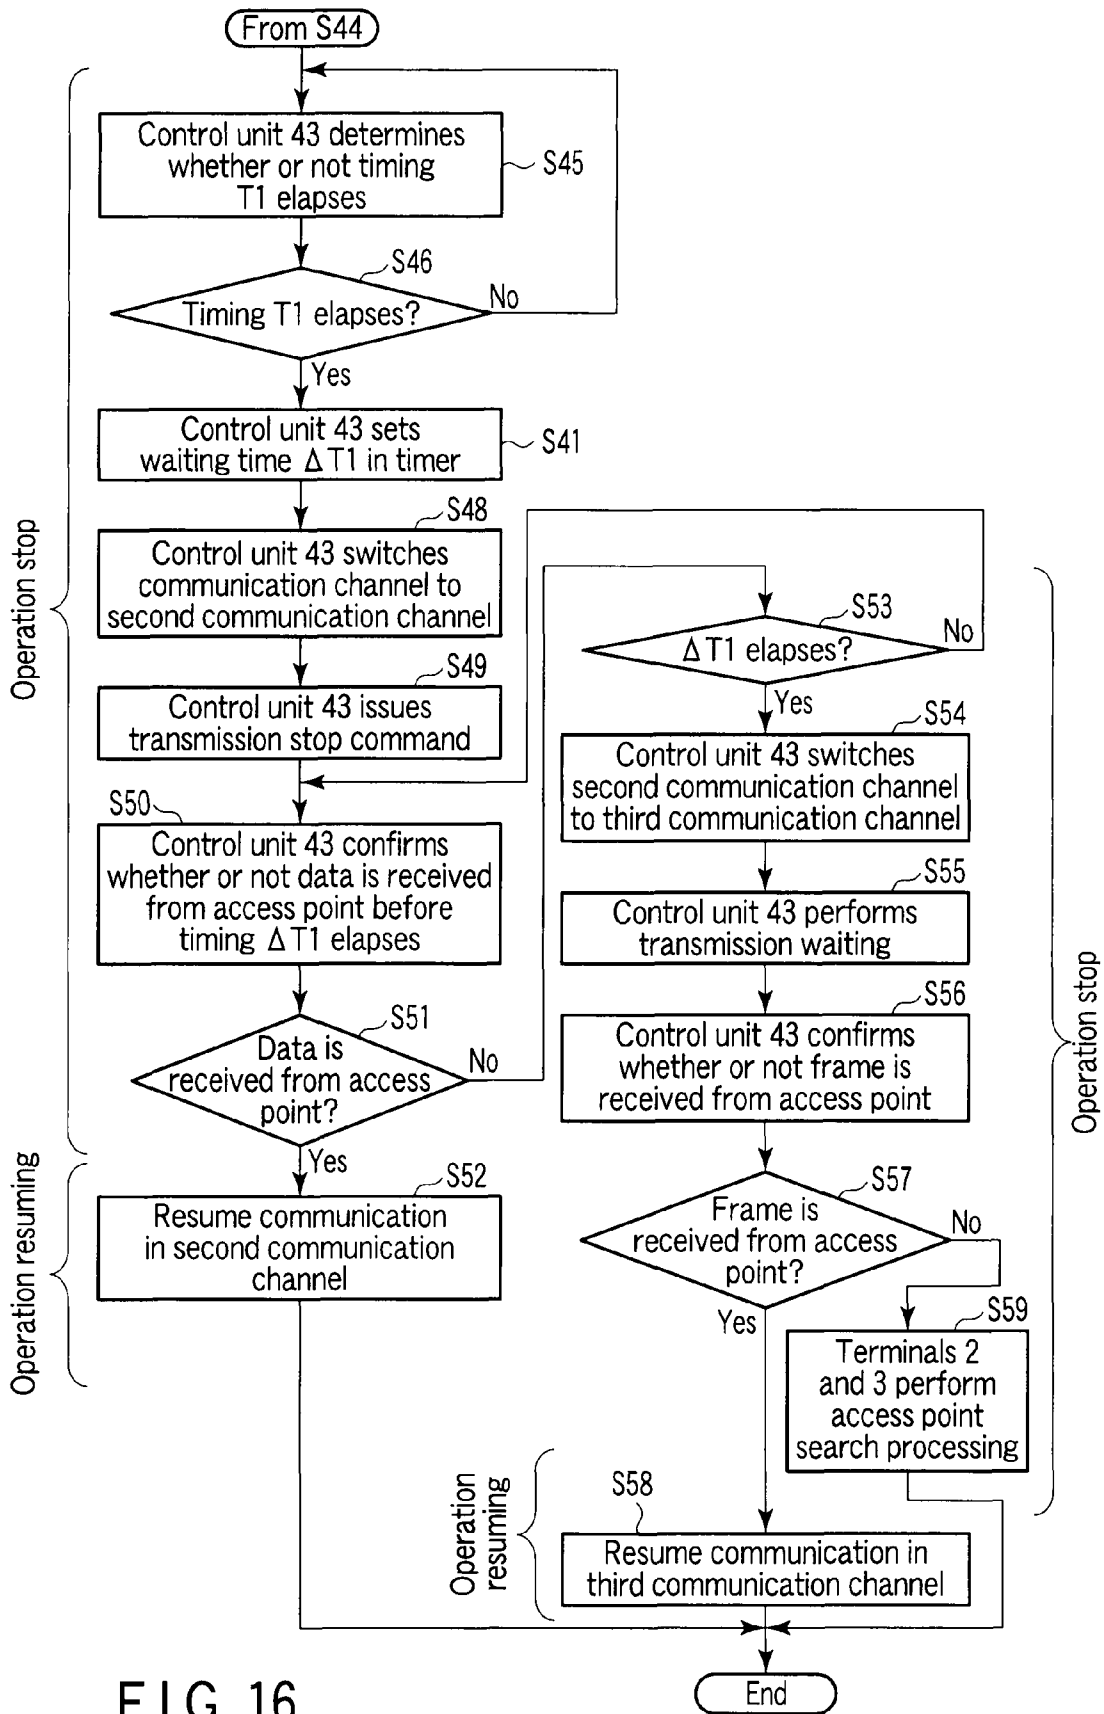 From S44
Control unit 43 determines
whether or not timing
T1 elapses
S45
S46
Timing T1 elapses?
No
Yes
Control unit 43 sets
waiting time ΔT1 in timer
S41
S48
Control unit 43 switches
communication channel to
second communication channel
S49
Control unit 43 issues
transmission stop command
S50
Control unit 43 confirms
whether or not data is received
from access point before
timing ΔT1 elapses
S51
Data is
received from access
point?
No
Yes
S52
Resume communication
in second communication
channel
Operation stop
Operation resuming
S53
ΔT1 elapses?
No
Yes
S54
Control unit 43 switches
second communication channel
to third communication channel
S55
Control unit 43 performs
transmission waiting
S56
Control unit 43 confirms
whether or not frame is
received from access point
S57
Frame is
received from access
point?
No
Yes
S59
Terminals 2
and 3 perform
access point
search processing
Operation stop
S58
Resume communication in
third communication channel
Operation
resuming
End
FIG. 16